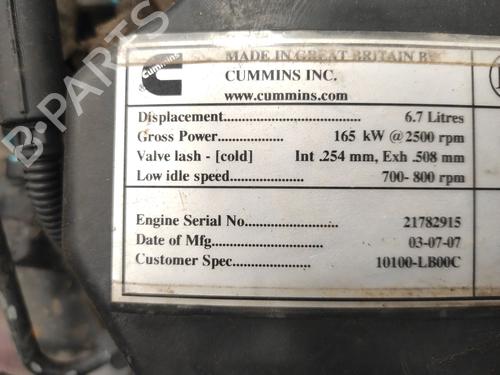 B-PARTS
Cummins
MADE IN GREAT BRITAIN BY
CUMMINS INC.
www.cummins.com
Displacement..................................... 6.7 Litres
Gross Power.................. 165 kW @ 2500 rpm
Valve lash - [cold] Int .254 mm, Exh .508 mm
Low idle speed..................... 700- 800 rpm
Engine Serial No........................................ 21782915
Date of Mfg............................... 03-07-07
Customer Spec............................ 10100-LB00C